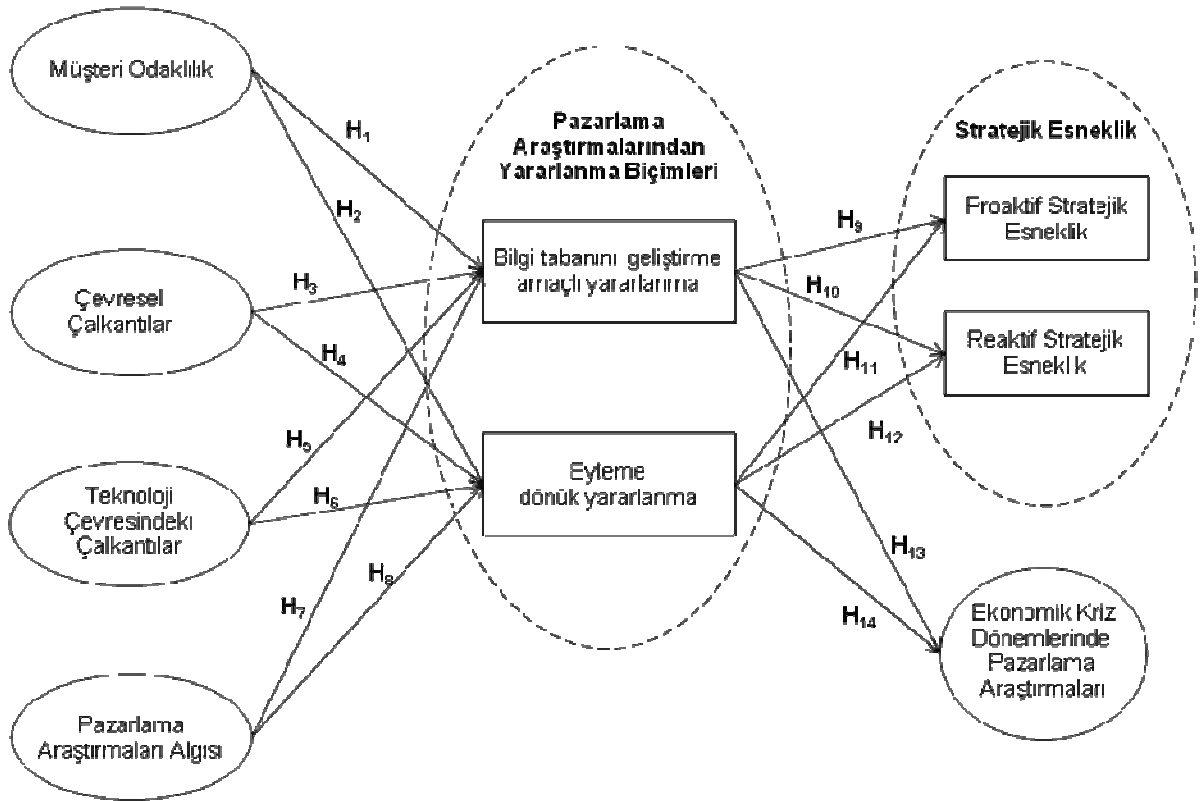 Müşteri Odaklılık
Çevresel
Çalkantılar
Teknoloji
Çevresindeki
Çalkantılar
Pazarlama
Araştırmaları Algısı
H1
H2
H3
H4
H5
H6
H7
H8
Pazarlama
Araştırmalarından
Yararlanma Biçimleri
Bilgi tabanını geliştirme
amaçlı yararlanma
Eyleme
dönük yararlanma
H9
H10
H11
H12
H13
H14
Stratejik Esneklik
Proaktif Stratejik
Esneklik
Reaktif Stratejik
Esneklik
Ekonomik Kriz
Dönemlerinde
Pazarlama
Araştırmaları